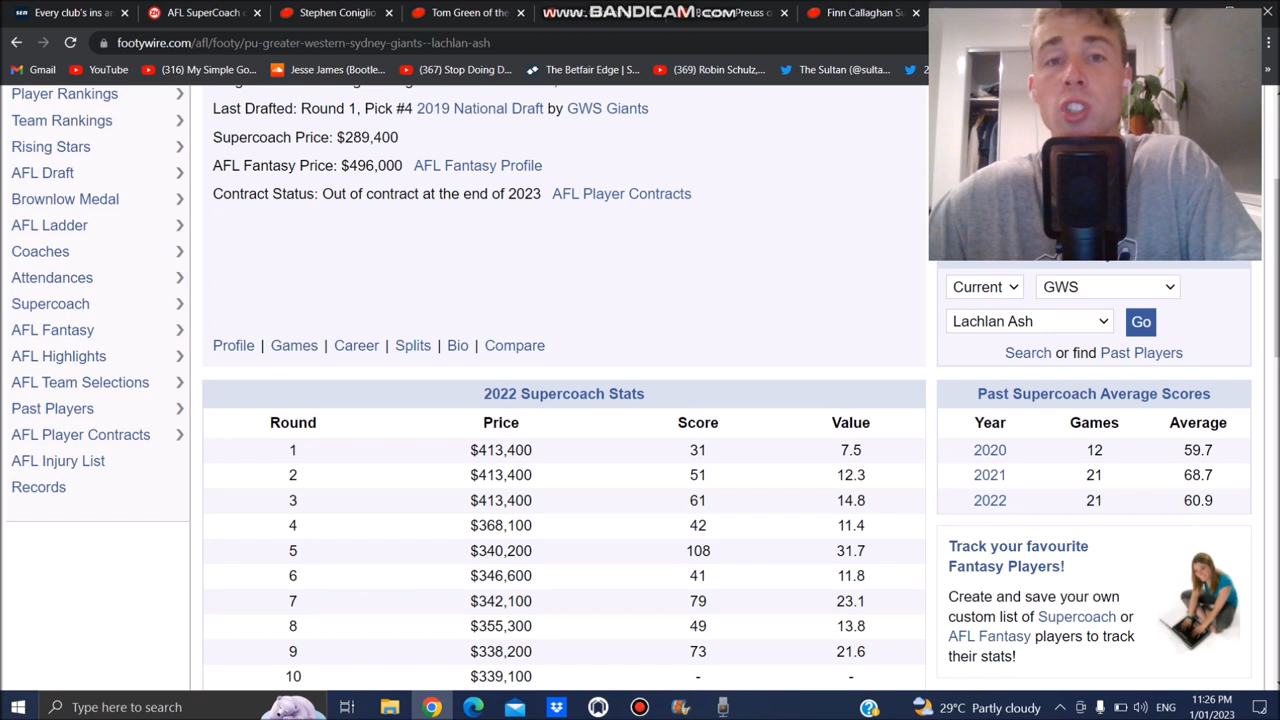 Every club's ins an
AFL SuperCoach c
Stephen Coniglio
Tom Green of the
WWW.BANDICAM.COM
Preuss of
Finn Callaghan Su
footywire.com/afl/footy/pu-greater-western-sydney-giants--lachlan-ash
Gmail
YouTube
(316) My Simple Go...
Jesse James (Bootle...
(367) Stop Doing D...
The Betfair Edge | S...
(369) Robin Schulz,...
The Sultan (@sulta...
Player Rankings
Team Rankings
Rising Stars
AFL Draft
Brownlow Medal
AFL Ladder
Coaches
Attendances
Supercoach
AFL Fantasy
AFL Highlights
AFL Team Selections
Past Players
AFL Player Contracts
AFL Injury List
Records
Last Drafted: Round 1, Pick #4 2019 National Draft by GWS Giants
Supercoach Price: $289,400
AFL Fantasy Price: $496,000 AFL Fantasy Profile
Contract Status: Out of contract at the end of 2023 AFL Player Contracts
Profile | Games | Career | Splits | Bio | Compare
2022 Supercoach Stats
Round Price Score Value
1 $413,400 31 7.5
2 $413,400 51 12.3
3 $413,400 61 14.8
4 $368,100 42 11.4
5 $340,200 108 31.7
6 $346,600 41 11.8
7 $342,100 79 23.1
8 $355,300 49 13.8
9 $338,200 73 21.6
10 $339,100 - -
Current GWS
Lachlan Ash Go
Search or find Past Players
Past Supercoach Average Scores
Year Games Average
2020 12 59.7
2021 21 68.7
2022 21 60.9
Track your favourite
Fantasy Players!
Create and save your own
custom list of Supercoach or
AFL Fantasy players to track
their stats!
Type here to search
29°C Partly cloudy
ENG
11:26 PM
1/01/2023